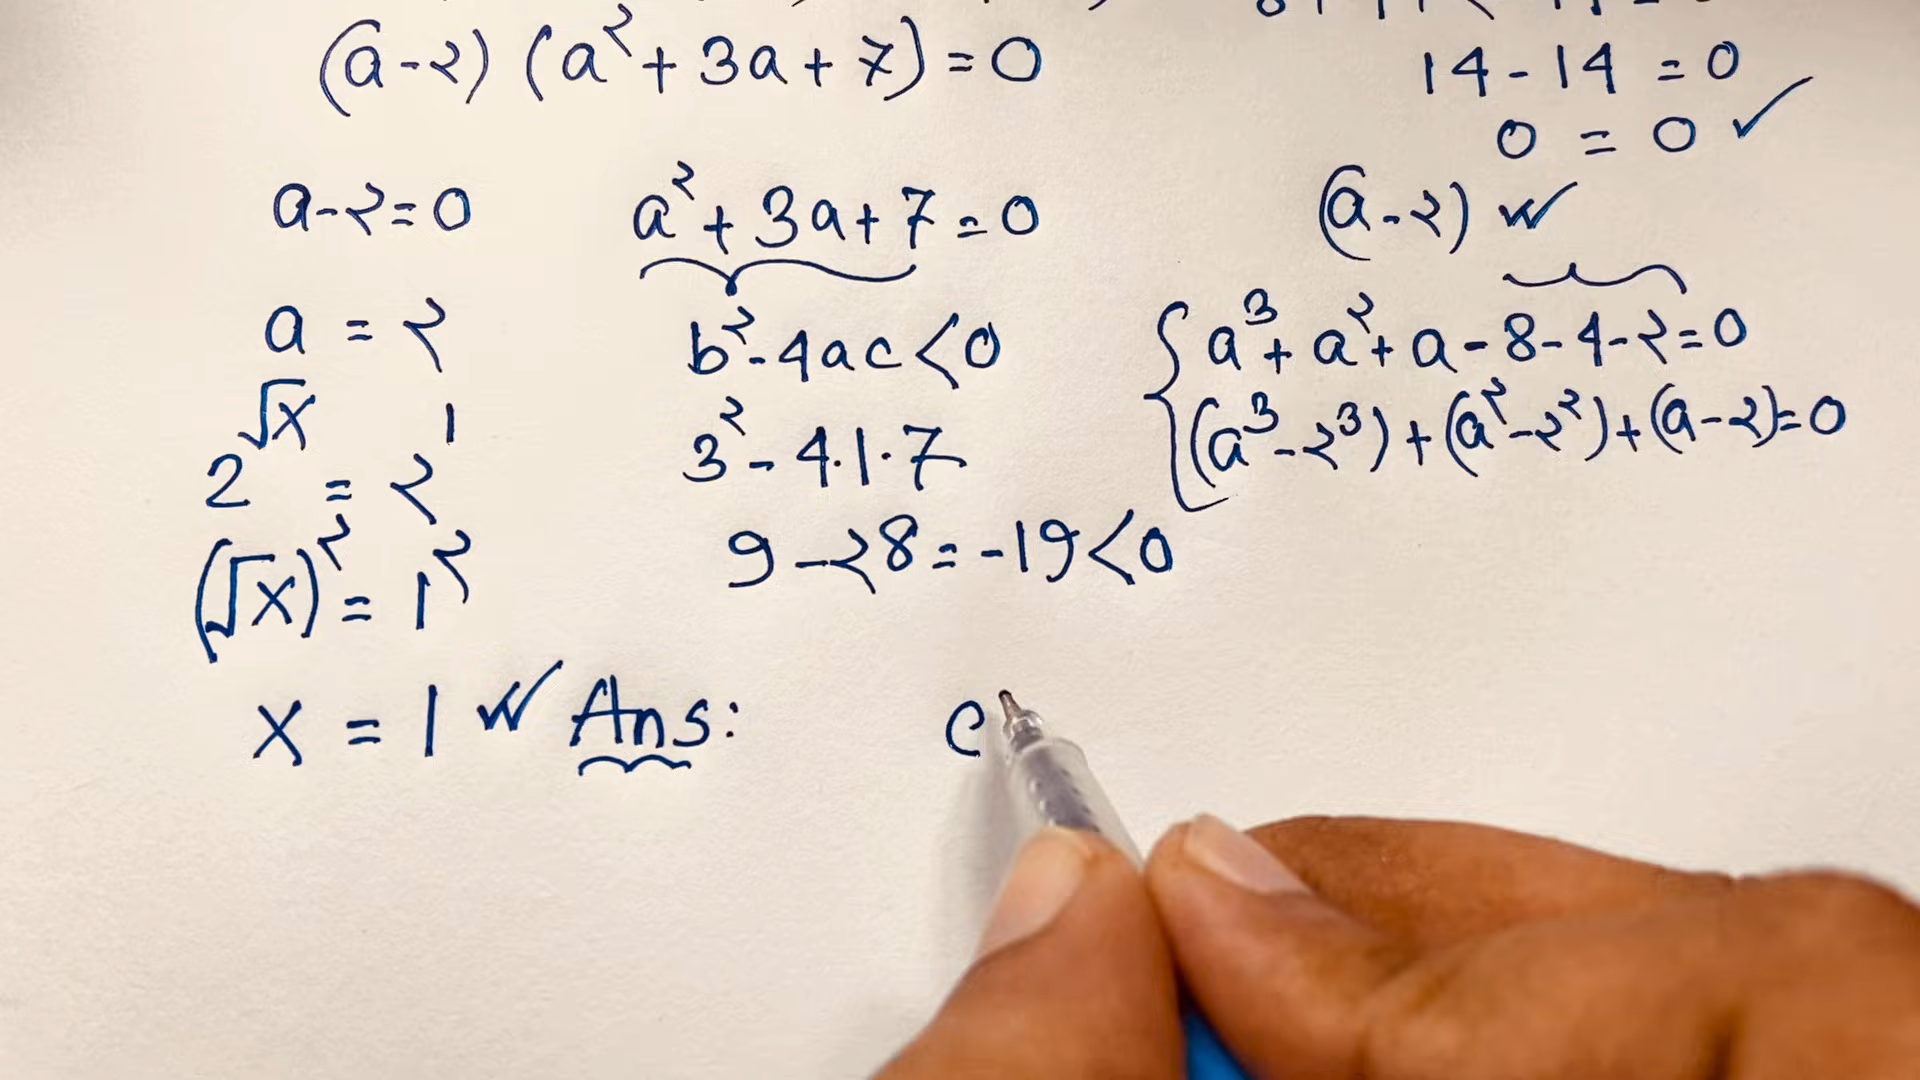 (a-2) (a²+3a+7)=0
a-2=0
a = 2
2^√x = 2^1
(√x)² = 1²
x = 1 Ans:
a²+3a+7=0
b²-4ac<0
3²-4.1.7
9-28=-19<0
14-14=0
0 = 0 ✓
(a-2)
a³+a²+a-8-4-2=0
(a³-2³)+(a²-2²)+(a-2)=0
c